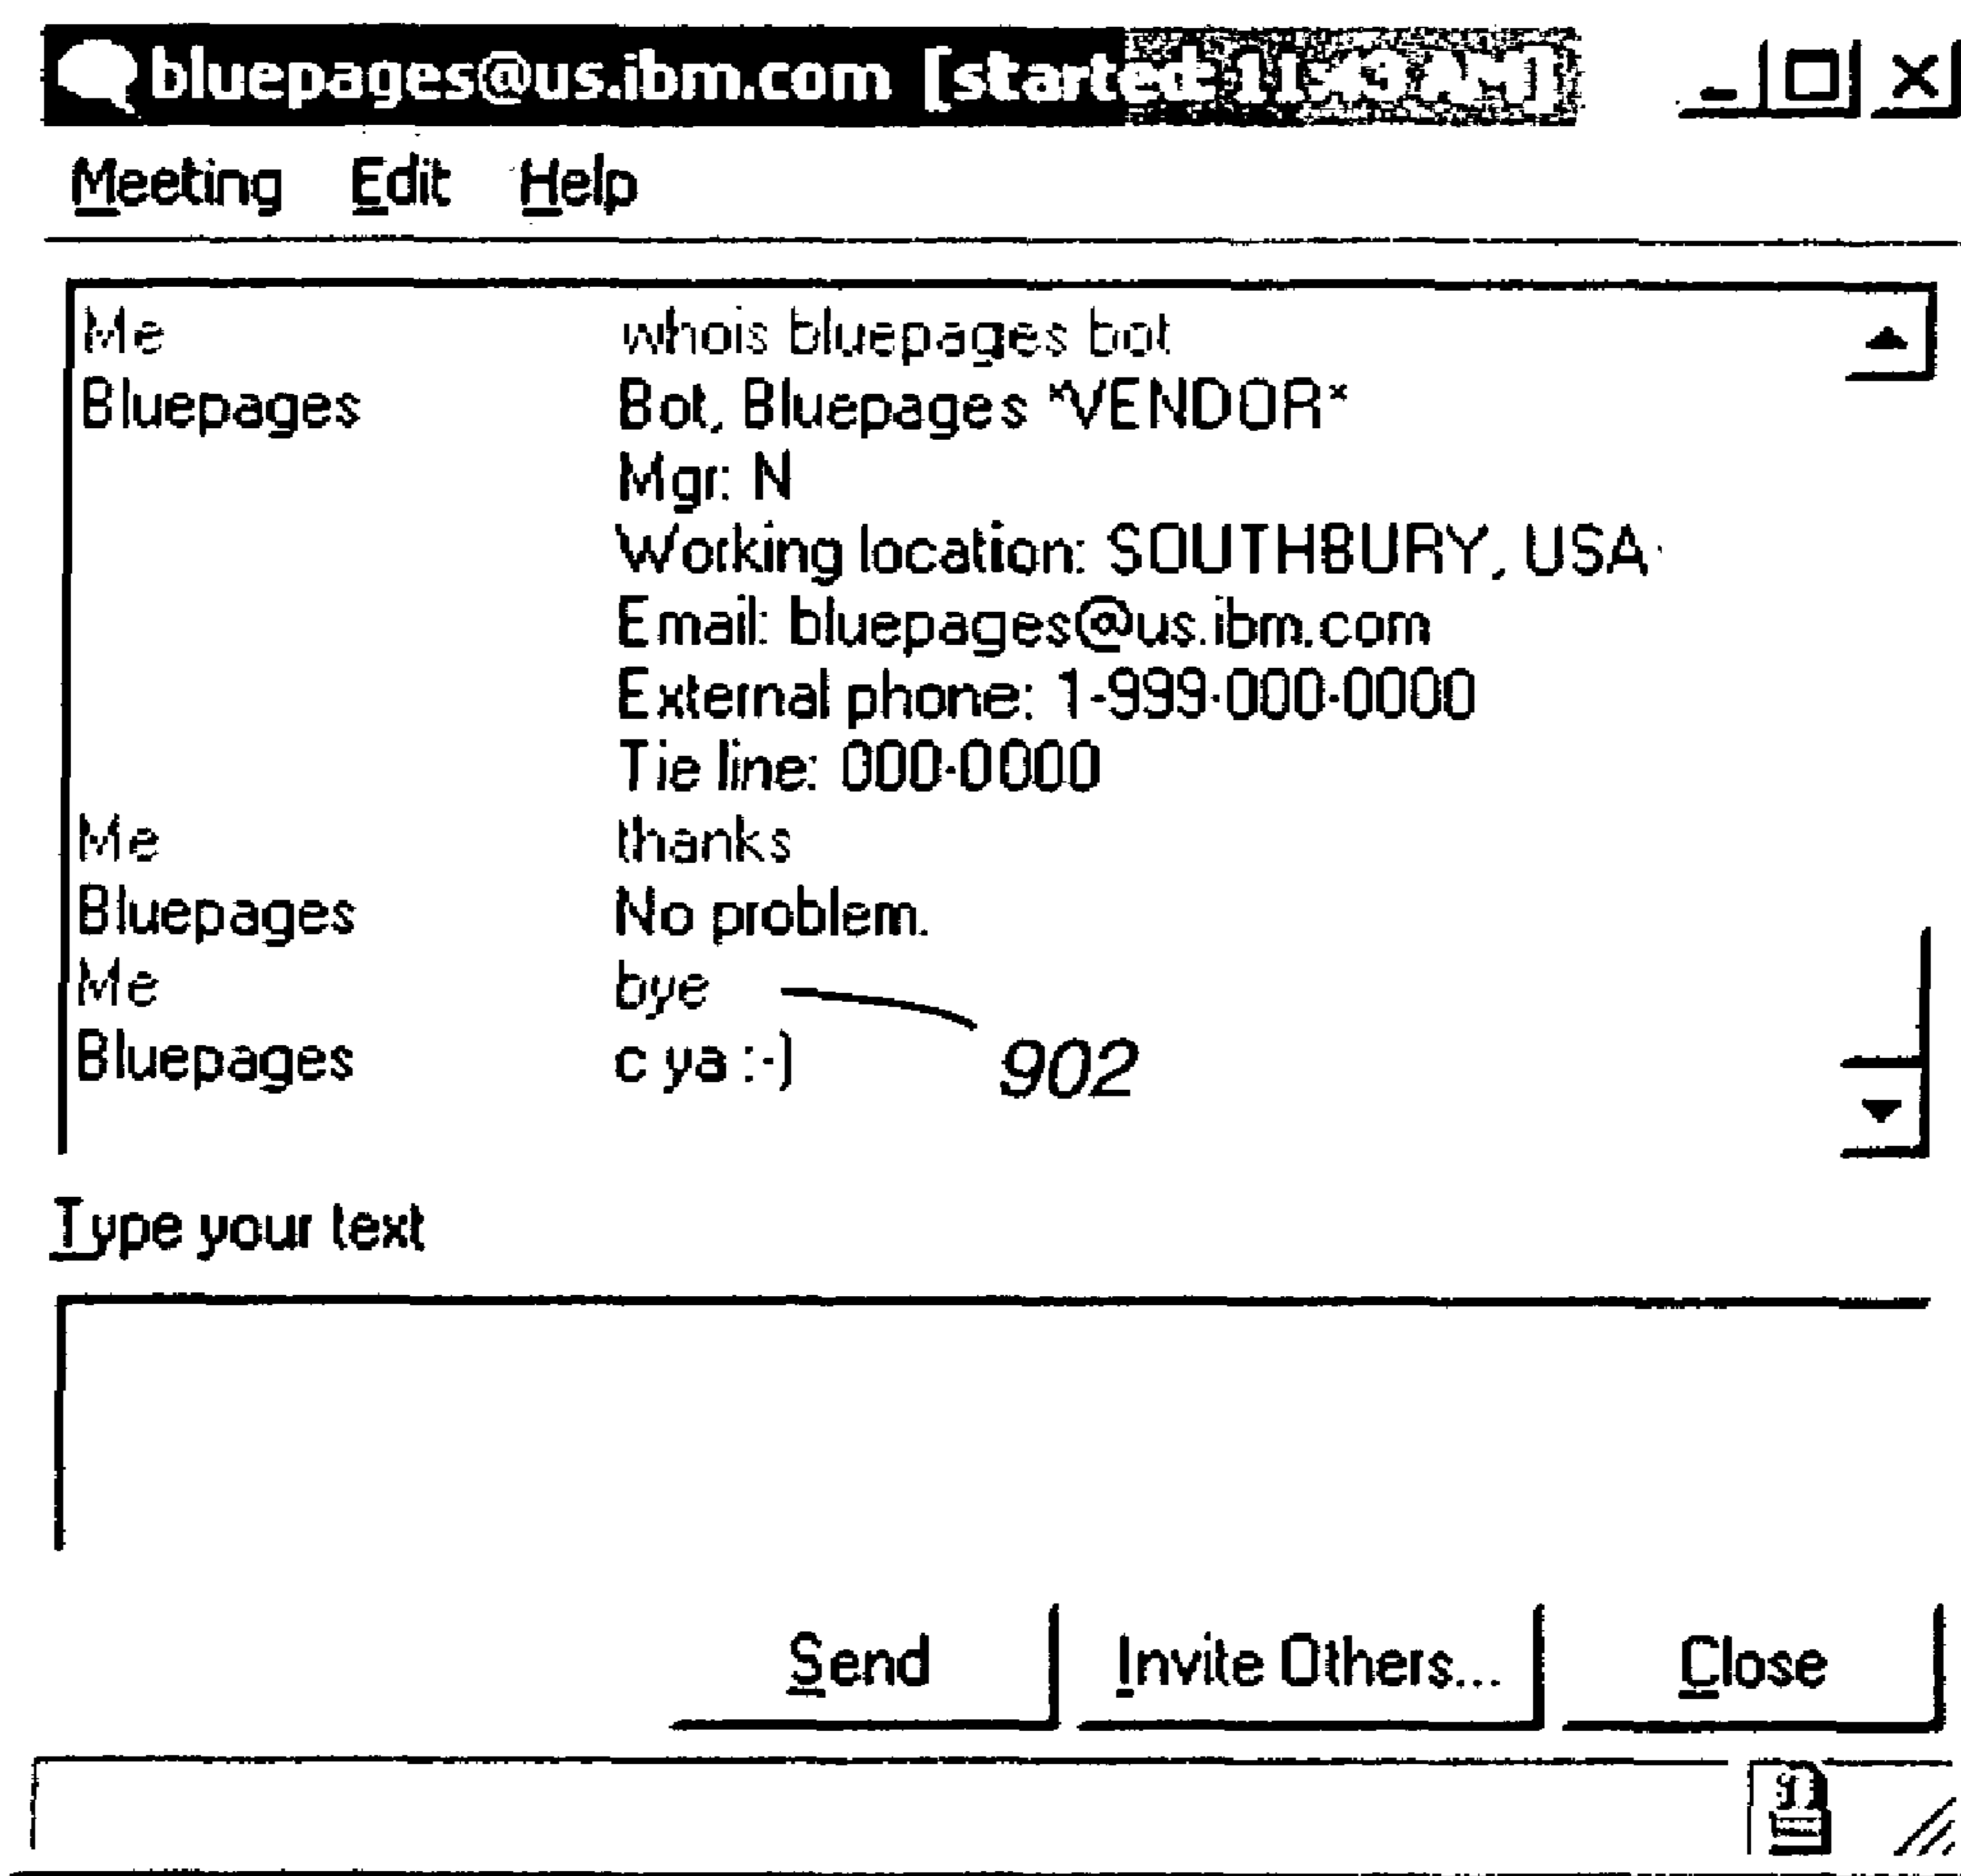 bluepages@us.ibm.com [started
Meeting Edit Help
Me whois bluepages bot
Bluepages Bot, Bluepages *VENDOR*
Mgr: N
Working location: SOUTHBURY, USA
Email: bluepages@us.ibm.com
External phone: 1-999-000-0000
Tie line: 000-0000
Me thanks
Bluepages No problem.
Me bye
Bluepages c ya :-)
902
Type your text
Send Invite Others... Close